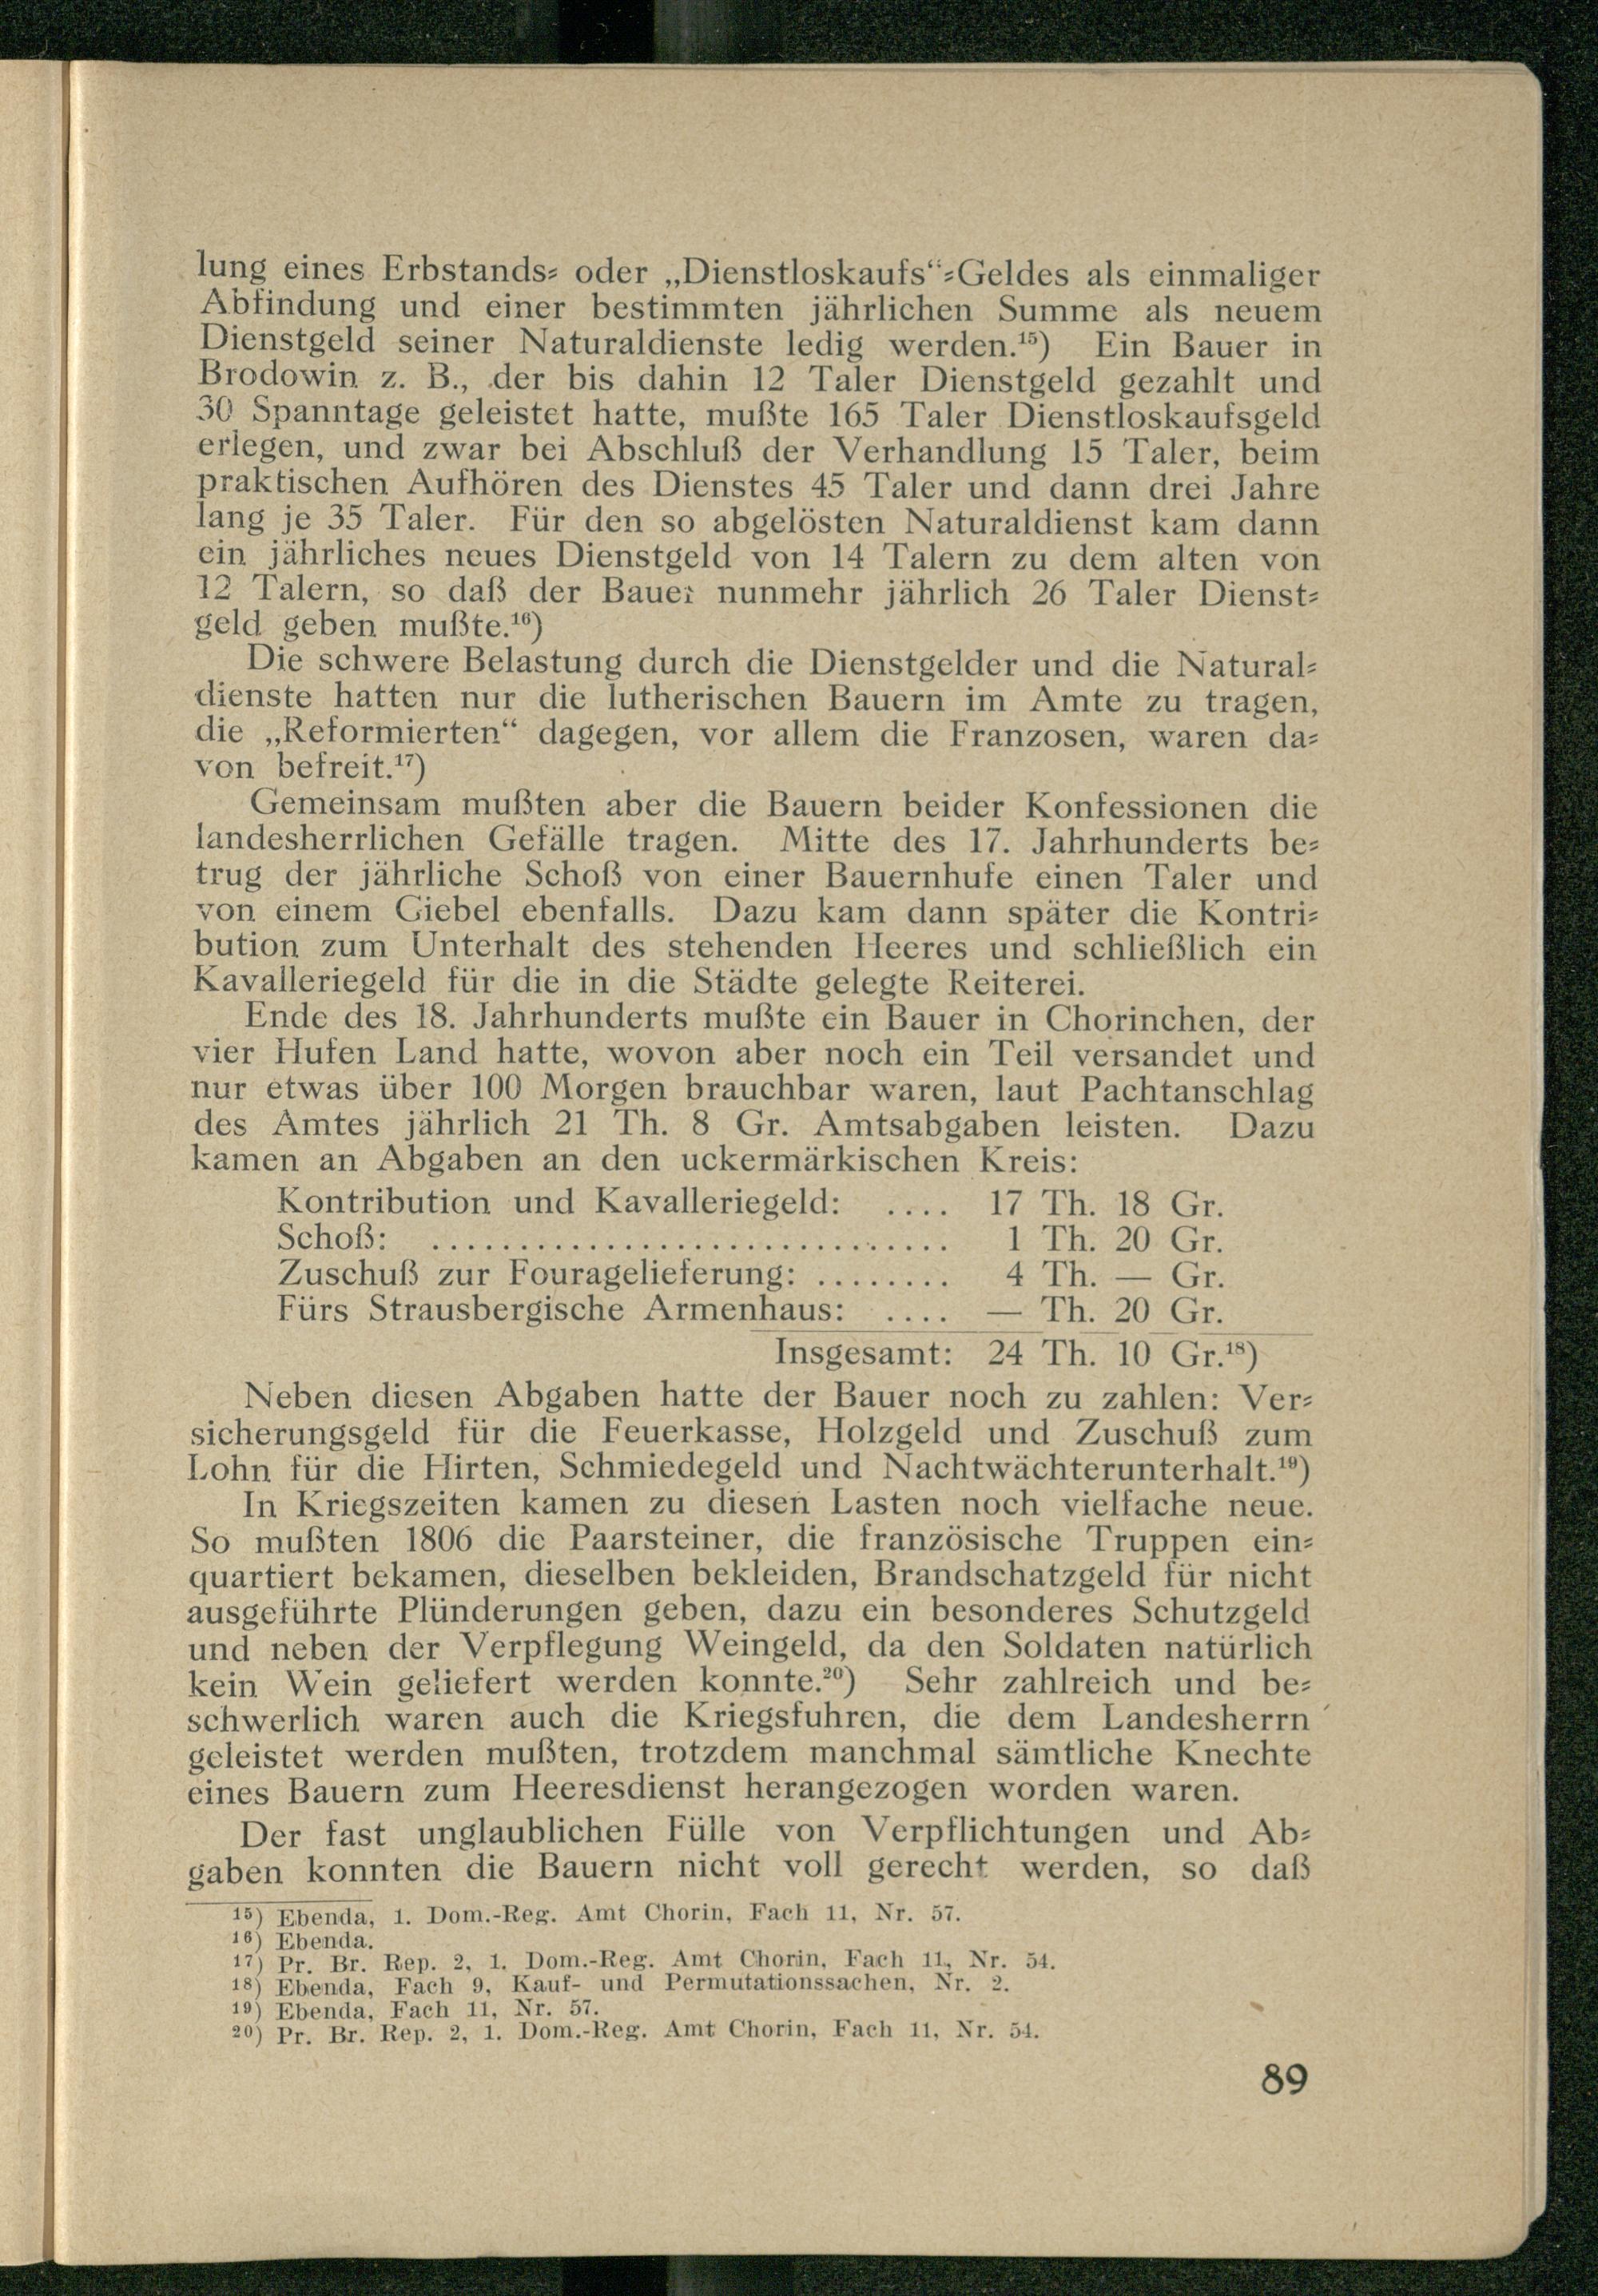 lung eines Erbstands= oder „Dienstloskaufs“=Geldes als einmaliger
Abfindung und einer bestimmten jährlichen Summe als neuem
Dienstgeld seiner Naturaldienste ledig werden.¹⁵) Ein Bauer in
Brodowin z. B., der bis dahin 12 Taler Dienstgeld gezahlt und
30 Spanntage geleistet hatte, mußte 165 Taler Dienstloskaufsgeld
erlegen, und zwar bei Abschluß der Verhandlung 15 Taler, beim
praktischen Aufhören des Dienstes 45 Taler und dann drei Jahre
lang je 35 Taler. Für den so abgelösten Naturaldienst kam dann
ein jährliches neues Dienstgeld von 14 Talern zu dem alten von
12 Talern, so daß der Bauer nunmehr jährlich 26 Taler Dienst=
geld geben mußte.¹⁶)
Die schwere Belastung durch die Dienstgelder und die Natural=
dienste hatten nur die lutherischen Bauern im Amte zu tragen,
die „Reformierten“ dagegen, vor allem die Franzosen, waren da=
von befreit.¹⁷)
Gemeinsam mußten aber die Bauern beider Konfessionen die
landesherrlichen Gefälle tragen. Mitte des 17. Jahrhunderts be=
trug der jährliche Schoß von einer Bauernhufe einen Taler und
von einem Giebel ebenfalls. Dazu kam dann später die Kontri=
bution zum Unterhalt des stehenden Heeres und schließlich ein
Kavalleriegeld für die in die Städte gelegte Reiterei.
Ende des 18. Jahrhunderts mußte ein Bauer in Chorinchen, der
vier Hufen Land hatte, wovon aber noch ein Teil versandet und
nur etwas über 100 Morgen brauchbar waren, laut Pachtanschlag
des Amtes jährlich 21 Th. 8 Gr. Amtsabgaben leisten. Dazu
kamen an Abgaben an den uckermärkischen Kreis:
Kontribution und Kavalleriegeld: .... 17 Th. 18 Gr.
Schoß: .............................. 1 Th. 20 Gr.
Zuschuß zur Fouragelieferung: ........ 4 Th. — Gr.
Fürs Strausbergische Armenhaus: .... — Th. 20 Gr.
Insgesamt: 24 Th. 10 Gr.¹⁸)
Neben diesen Abgaben hatte der Bauer noch zu zahlen: Ver=
sicherungsgeld für die Feuerkasse, Holzgeld und Zuschuß zum
Lohn für die Hirten, Schmiedegeld und Nachtwächterunterhalt.¹⁹)
In Kriegszeiten kamen zu diesen Lasten noch vielfache neue.
So mußten 1806 die Paarsteiner, die französische Truppen ein=
quartiert bekamen, dieselben bekleiden, Brandschatzgeld für nicht
ausgeführte Plünderungen geben, dazu ein besonderes Schutzgeld
und neben der Verpflegung Weingeld, da den Soldaten natürlich
kein Wein geliefert werden konnte.²⁰) Sehr zahlreich und be=
schwerlich waren auch die Kriegsfuhren, die dem Landesherrn
geleistet werden mußten, trotzdem manchmal sämtliche Knechte
eines Bauern zum Heeresdienst herangezogen worden waren.
Der fast unglaublichen Fülle von Verpflichtungen und Ab=
gaben konnten die Bauern nicht voll gerecht werden, so daß
¹⁵) Ebenda, 1. Dom.-Reg. Amt Chorin, Fach 11, Nr. 57.
¹⁶) Ebenda.
¹⁷) Pr. Br. Rep. 2, 1. Dom.-Reg. Amt Chorin, Fach 11, Nr. 54.
¹⁸) Ebenda, Fach 9, Kauf- und Permutationssachen, Nr. 2.
¹⁹) Ebenda, Fach 11, Nr. 57.
²⁰) Pr. Br. Rep. 2, 1. Dom.-Reg. Amt Chorin, Fach 11, Nr. 54.
89